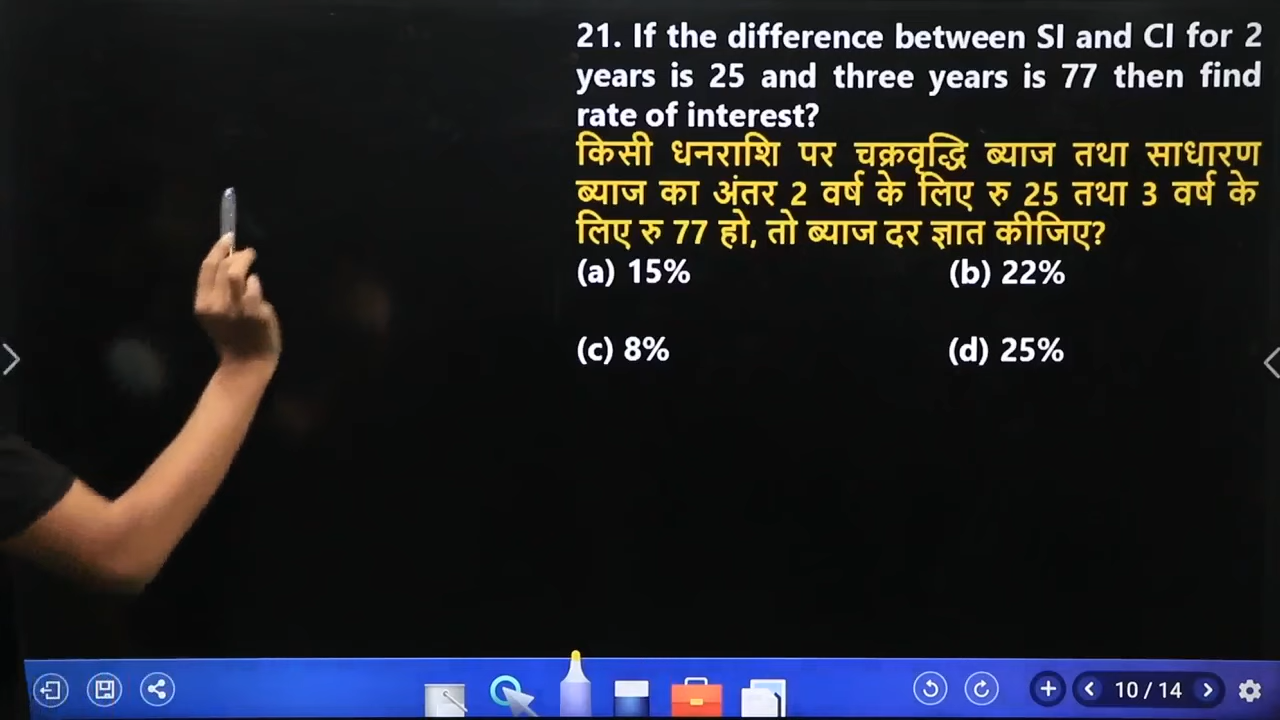 21. If the difference between SI and CI for 2
years is 25 and three years is 77 then find
rate of interest?
किसी धनराशि पर चक्रवृद्धि ब्याज तथा साधारण
ब्याज का अंतर 2 वर्ष के लिए रु 25 तथा 3 वर्ष के
लिए रु 77 हो, तो ब्याज दर ज्ञात कीजिए?
(a) 15% (b) 22%
(c) 8% (d) 25%
10 / 14